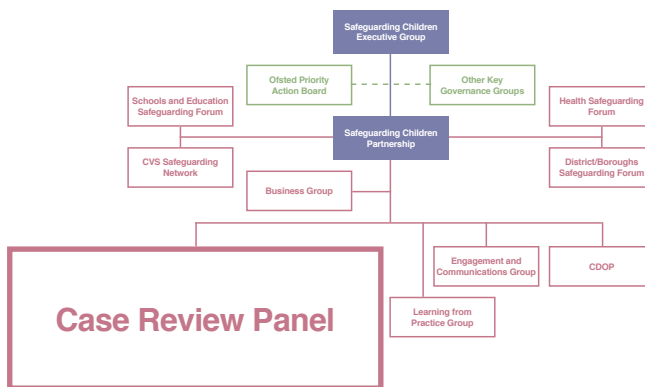 Safeguarding Children
Executive Group
Ofsted Priority
Action Board
Other Key
Governance Groups
Schools and Education
Safeguarding Forum
Health Safeguarding
Forum
Safeguarding Children
Partnership
CVS Safeguarding
Network
District/Boroughs
Safeguarding Forum
Business Group
Engagement and
Communications Group
CDOP
Case Review Panel
Learning from
Practice Group